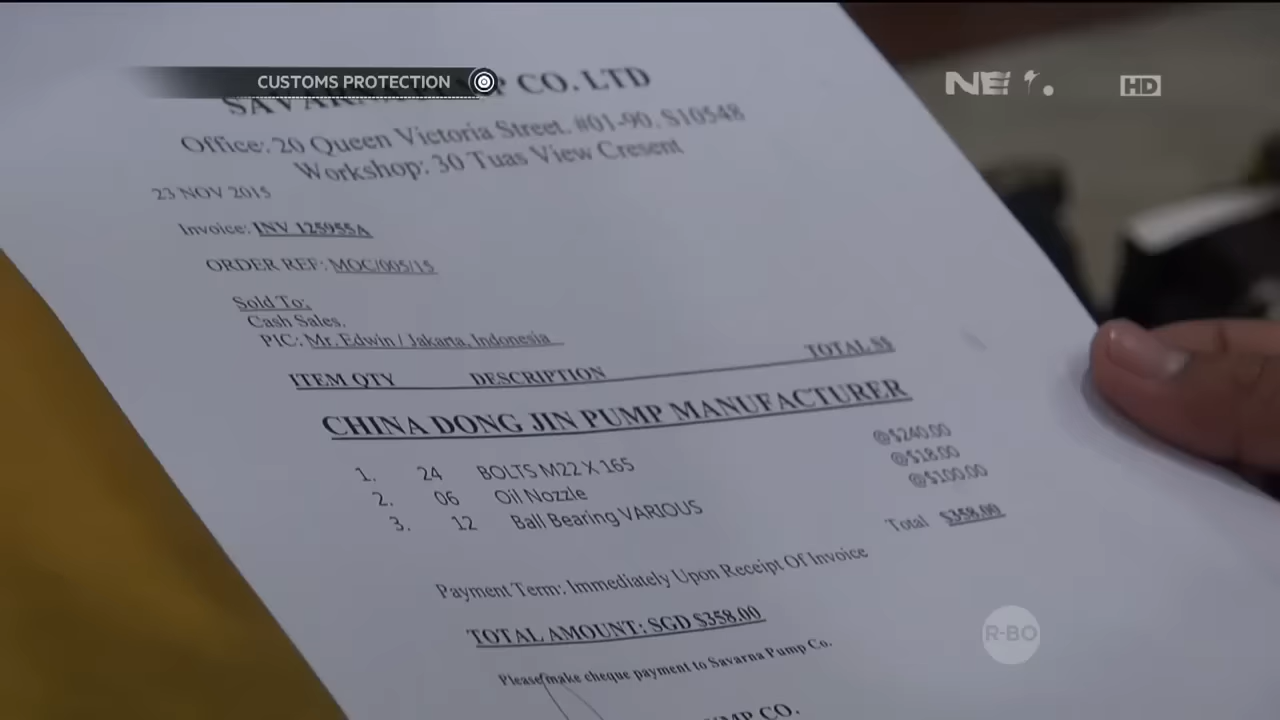 CUSTOMS PROTECTION
NE
HD
CO. LTD
Office: 20 Queen Victoria Street. #01-90. S10548
Workshop: 30 Tuas View Cresent
23 NOV 2015
Invoice: INV 125955A
ORDER REF: MOC/005/15
Sold To:
Cash Sales.
PIC: Mr. Edwin / Jakarta, Indonesia
ITEM QTY DESCRIPTION TOTAL S$
CHINA DONG JIN PUMP MANUFACTURER
1. 24 BOLTS M22 X 165 @$240.00
2. 06 Oil Nozzle @$18.00
3. 12 Ball Bearing VARIOUS @$100.00
Total $358.00
Payment Term: Immediately Upon Receipt Of Invoice
TOTAL AMOUNT: SGD $358.00
Please make cheque payment to Savarna Pump Co.
CO.
R-BO